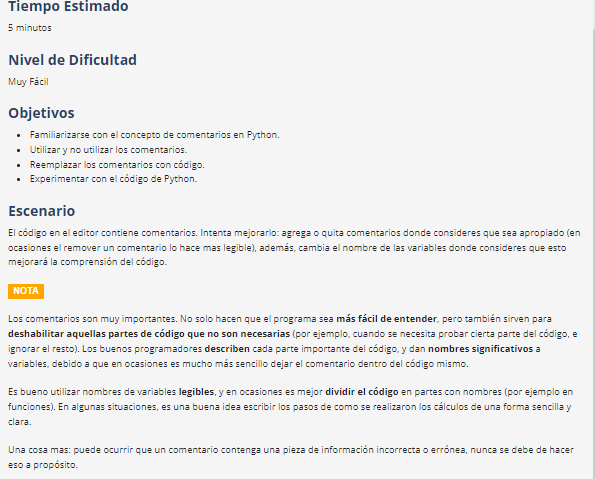 Tiempo Estimado
5 minutos
Nivel de Dificultad
Muy Fácil
Objetivos
• Familiarizarse con el concepto de comentarios en Python.
• Utilizar y no utilizar los comentarios.
• Reemplazar los comentarios con código.
• Experimentar con el código de Python.
Escenario
El código en el editor contiene comentarios. Intenta mejorarlo: agrega o quita comentarios donde consideres que sea apropiado (en
ocasiones el remover un comentario lo hace mas legible), además, cambia el nombre de las variables donde consideres que esto
mejorará la comprensión del código.
NOTA
Los comentarios son muy importantes. No solo hacen que el programa sea más fácil de entender, pero también sirven para
deshabilitar aquellas partes de código que no son necesarias (por ejemplo, cuando se necesita probar cierta parte del código, e
ignorar el resto). Los buenos programadores describen cada parte importante del código, y dan nombres significativos a
variables, debido a que en ocasiones es mucho más sencillo dejar el comentario dentro del código mismo.
Es bueno utilizar nombres de variables legibles, y en ocasiones es mejor dividir el código en partes con nombres (por ejemplo en
funciones). En algunas situaciones, es una buena idea escribir los pasos de como se realizaron los cálculos de una forma sencilla y
clara.
Una cosa mas: puede ocurrir que un comentario contenga una pieza de información incorrecta o errónea, nunca se debe de hacer
eso a propósito.